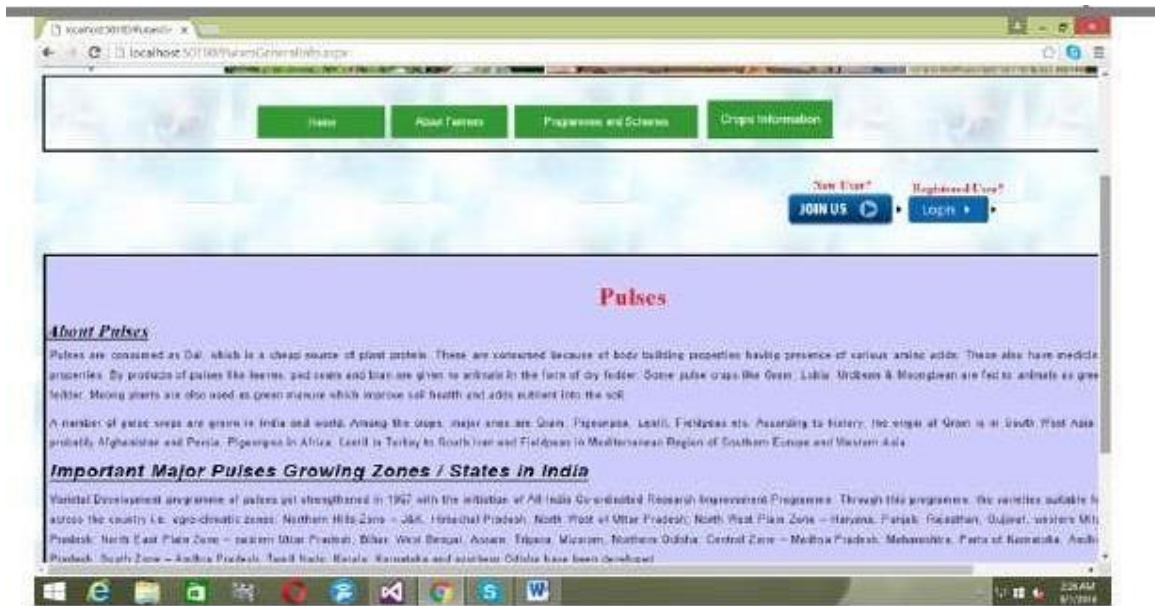 localhost
Home
About Farmers
Programmes and Schemes
Crops Information
New User?
Registered User?
JOIN US
Login
Pulses
About Pulses
Pulses are consumed as Dal, which is a cheap source of plant protein. These are consumed because of body building properties having presence of various amino acids. These also have medicin
properties. By products of pulses like leaves, pod coats and bran are given to animals in the form of dry fodder. Some pulse crops like Gram, Lobia, Urdbean & Moongbean are fed to animals as gree
fodder. Moong plants are also used as green manure which improve soil health and adds nutrient into the soil.
A number of pulse crops are grown in India and world. Among the crops, major ones are Gram, Pigeonpea, Lentil, Fieldpeas etc. According to history, the origin of Gram is in South West Asia
probably Afghanistan and Persia, Pigeonpea in Africa, Lentil in Turkey to South Iran and Fieldpeas in Mediterranean Region of Southern Europe and Western Asia.
Important Major Pulses Growing Zones / States in India
Varietal Development programme of pulses got strengthened in 1967 with the initiation of All India Co-ordinated Research Improvement Programme. Through this programme, the varieties suitable f
across the country i.e. agro-climatic zones: Northern Hills Zone – J&K, Himachal Pradesh, North West of Uttar Pradesh; North West Plain Zone – Haryana, Punjab, Rajasthan, Gujarat, western Utt
Pradesh; North East Plain Zone – eastern Uttar Pradesh, Bihar, West Bengal, Assam, Tripura, Mizoram, Northern Odisha; Central Zone – Madhya Pradesh, Maharashtra, Parts of Karnataka, Andh
Pradesh; South Zone – Andhra Pradesh, Tamil Nadu, Kerala, Karnataka and southern Odisha have been developed.
2:26 AM